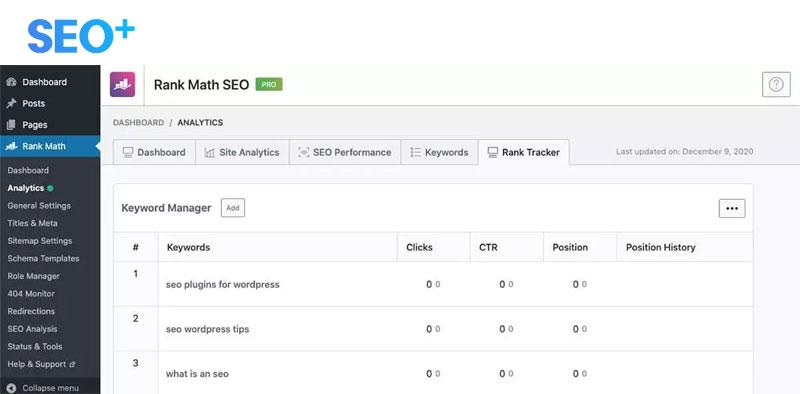 SEO+
Dashboard
Posts
Pages
Rank Math
Dashboard
Analytics
General Settings
Titles & Meta
Sitemap Settings
Schema Templates
Role Manager
404 Monitor
Redirections
SEO Analysis
Status & Tools
Help & Support
Collapse menu
Rank Math SEO PRO
?
DASHBOARD / ANALYTICS
Dashboard Site Analytics SEO Performance Keywords Rank Tracker Last updated on: December 9, 2020
Keyword Manager Add
# Keywords Clicks CTR Position Position History
1 seo plugins for wordpress 0 0 0 0 0 0
2 seo wordpress tips 0 0 0 0 0 0
3 what is an seo 0 0 0 0 0 0